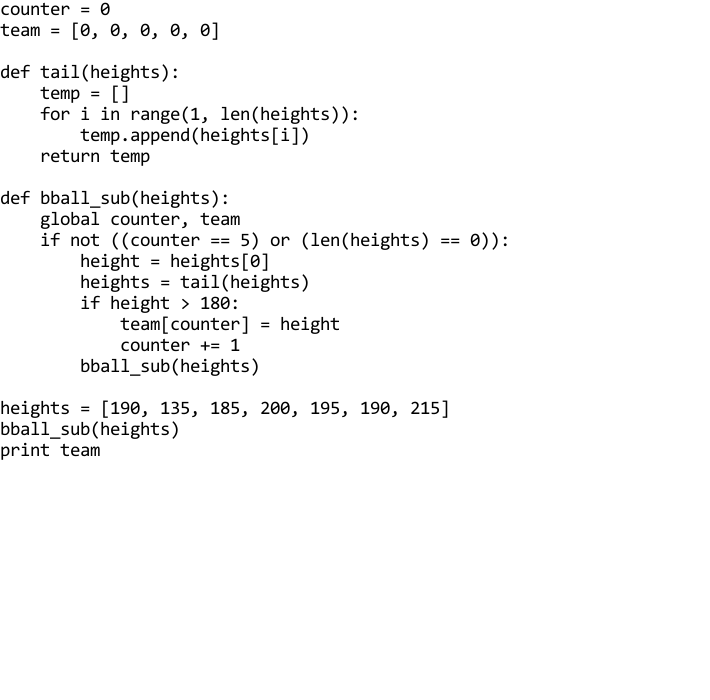 counter = 0
team = [0, 0, 0, 0, 0]

def tail(heights):
    temp = []
    for i in range(1, len(heights)):
        temp.append(heights[i])
    return temp

def bball_sub(heights):
    global counter, team
    if not ((counter == 5) or (len(heights) == 0)):
        height = heights[0]
        heights = tail(heights)
        if height > 180:
            team[counter] = height
            counter += 1
        bball_sub(heights)

heights = [190, 135, 185, 200, 195, 190, 215]
bball_sub(heights)
print team